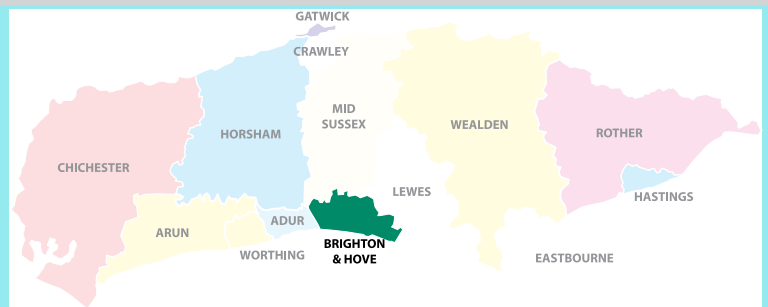 GATWICK
CRAWLEY
MID
SUSSEX
HORSHAM
WEALDEN
ROTHER
CHICHESTER
LEWES
HASTINGS
ADUR
ARUN
BRIGHTON
& HOVE
WORTHING
EASTBOURNE